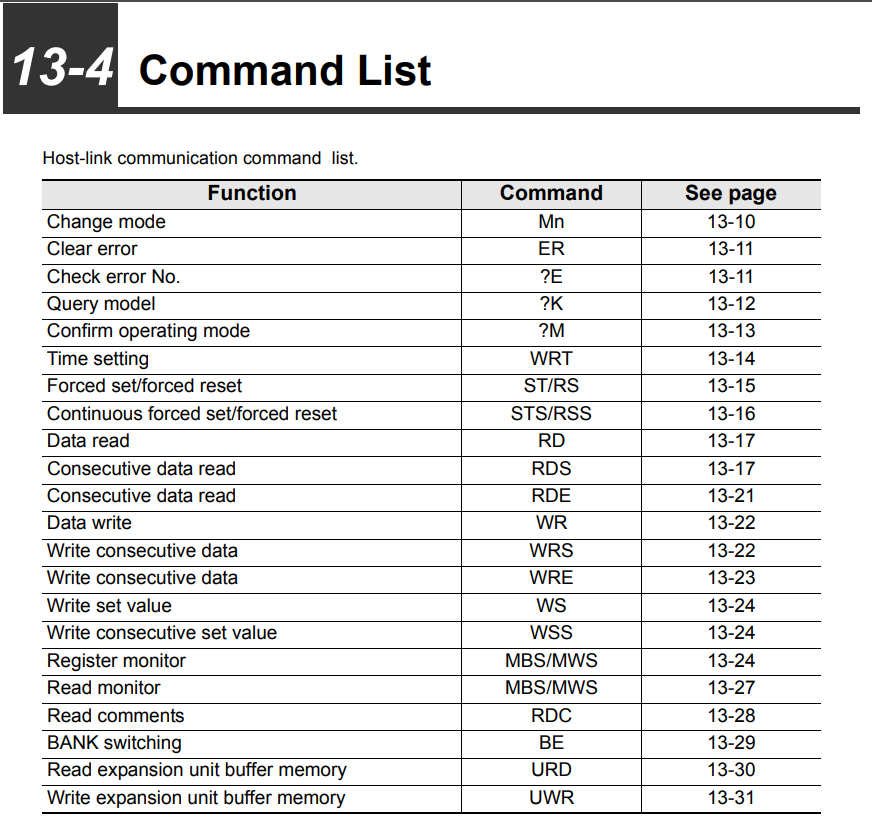 13-4 Command List
Host-link communication command list.
Function Command See page
Change mode Mn 13-10
Clear error ER 13-11
Check error No. ?E 13-11
Query model ?K 13-12
Confirm operating mode ?M 13-13
Time setting WRT 13-14
Forced set/forced reset ST/RS 13-15
Continuous forced set/forced reset STS/RSS 13-16
Data read RD 13-17
Consecutive data read RDS 13-17
Consecutive data read RDE 13-21
Data write WR 13-22
Write consecutive data WRS 13-22
Write consecutive data WRE 13-23
Write set value WS 13-24
Write consecutive set value WSS 13-24
Register monitor MBS/MWS 13-24
Read monitor MBS/MWS 13-27
Read comments RDC 13-28
BANK switching BE 13-29
Read expansion unit buffer memory URD 13-30
Write expansion unit buffer memory UWR 13-31